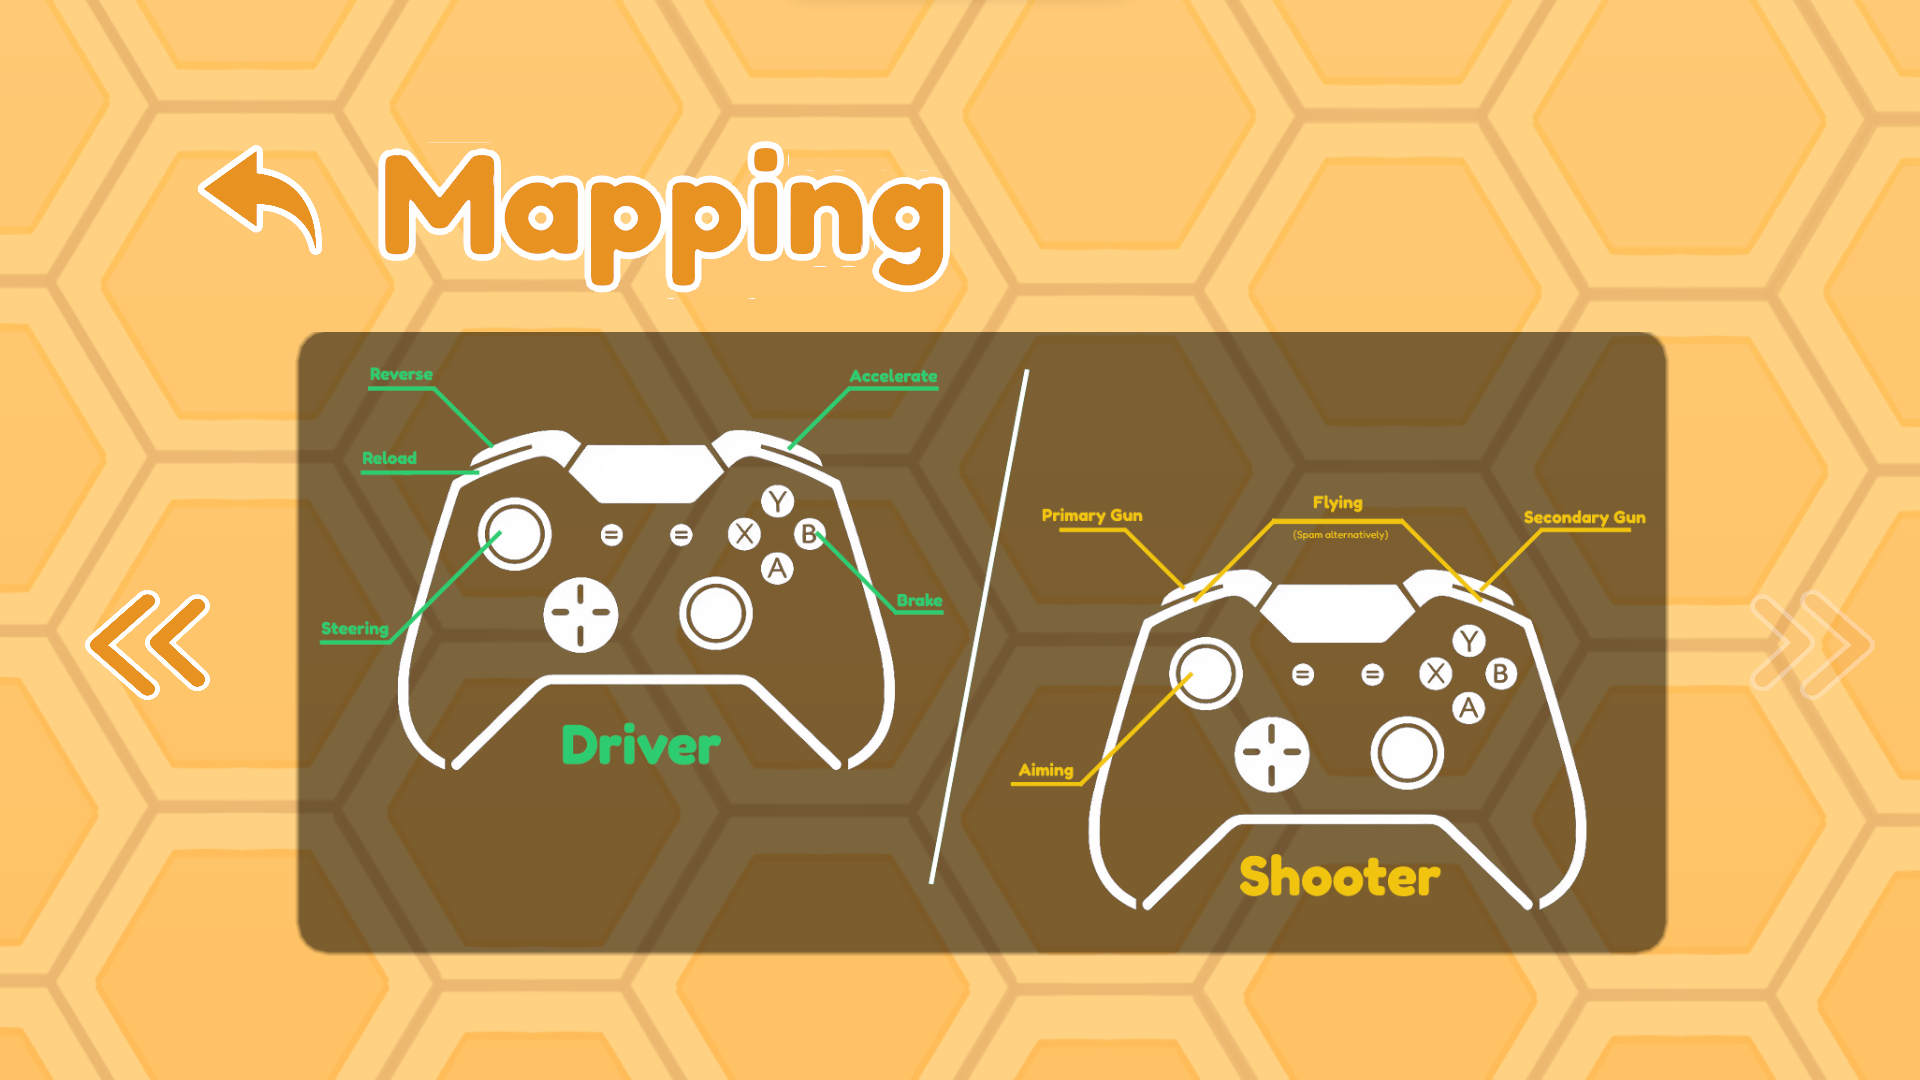 Mapping
Reverse
Accelerate
Reload
Y
X
B
A
Steering
Brake
Driver
Flying
(Spam alternatively)
Primary Gun
Secondary Gun
Y
X
B
A
Aiming
Shooter